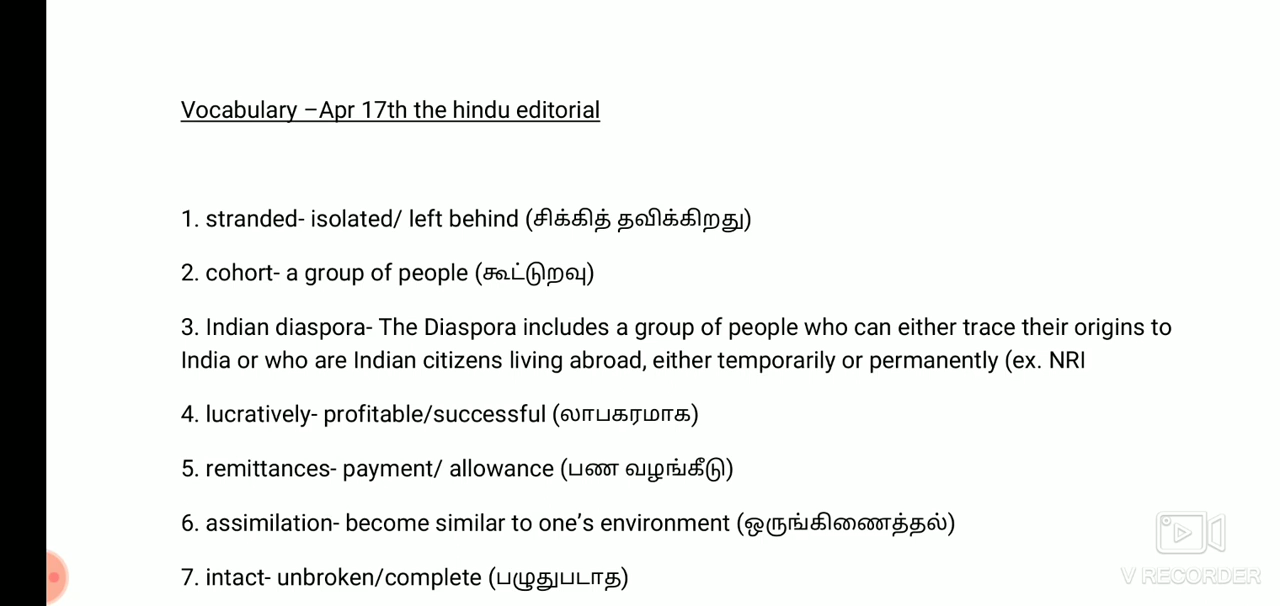 Vocabulary –Apr 17th the hindu editorial
1. stranded- isolated/ left behind (சிக்கித் தவிக்கிறது)
2. cohort- a group of people (கூட்டுறவு)
3. Indian diaspora- The Diaspora includes a group of people who can either trace their origins to
India or who are Indian citizens living abroad, either temporarily or permanently (ex. NRI
4. lucratively- profitable/successful (லாபகரமாக)
5. remittances- payment/ allowance (பண வழங்கீடு)
6. assimilation- become similar to one’s environment (ஒருங்கிணைத்தல்)
7. intact- unbroken/complete (பழுதுபடாத)
V RECORDER